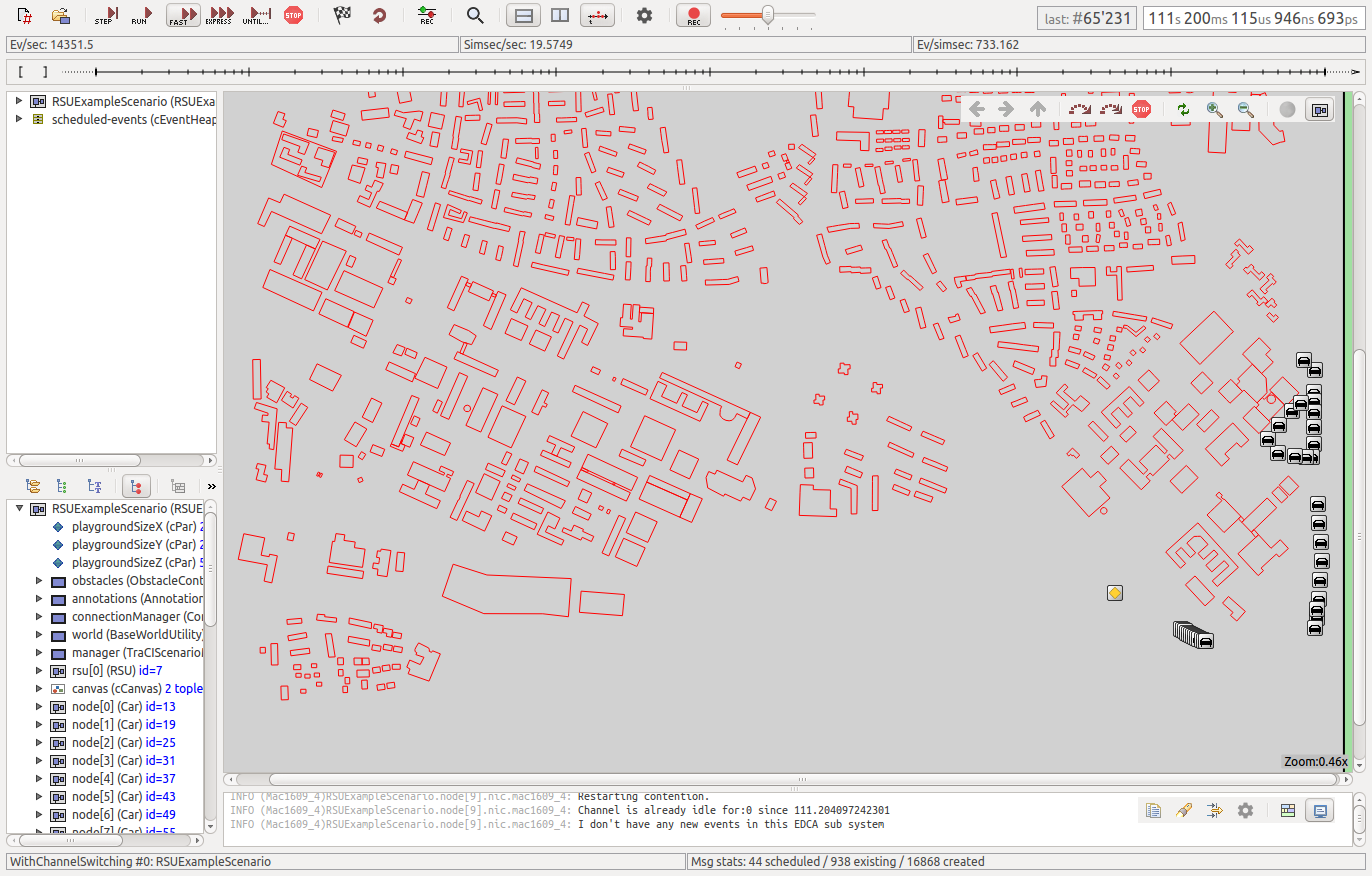 STEP
RUN
FAST
EXPRESS
UNTIL...
STOP
REC
t
REC
last: #65'231
111s 200ms 115us 946ns 693ps
Ev/sec: 14351.5
Simsec/sec: 19.5749
Ev/simsec: 733.162
[ ]
RSUExampleScenario (RSUExa
scheduled-events (cEventHeap
STOP
»
RSUExampleScenario (RSUE
playgroundSizeX (cPar) 2
playgroundSizeY (cPar) 2
playgroundSizeZ (cPar) 5
obstacles (ObstacleCont
annotations (Annotation
connectionManager (Con
world (BaseWorldUtility)
manager (TraCIScenarioM
rsu[0] (RSU) id=7
canvas (cCanvas) 2 tople
node[0] (Car) id=13
node[1] (Car) id=19
node[2] (Car) id=25
node[3] (Car) id=31
node[4] (Car) id=37
node[5] (Car) id=43
node[6] (Car) id=49
node[7] (Car) id=55
Zoom:0.46x
INFO (Mac1609_4)RSUExampleScenario.node[9].nic.mac1609_4: Restarting contention.
INFO (Mac1609_4)RSUExampleScenario.node[9].nic.mac1609_4: Channel is already idle for:0 since 111.204097242301
INFO (Mac1609_4)RSUExampleScenario.node[9].nic.mac1609_4: I don't have any new events in this EDCA sub system
WithChannelSwitching #0: RSUExampleScenario
Msg stats: 44 scheduled / 938 existing / 16868 created